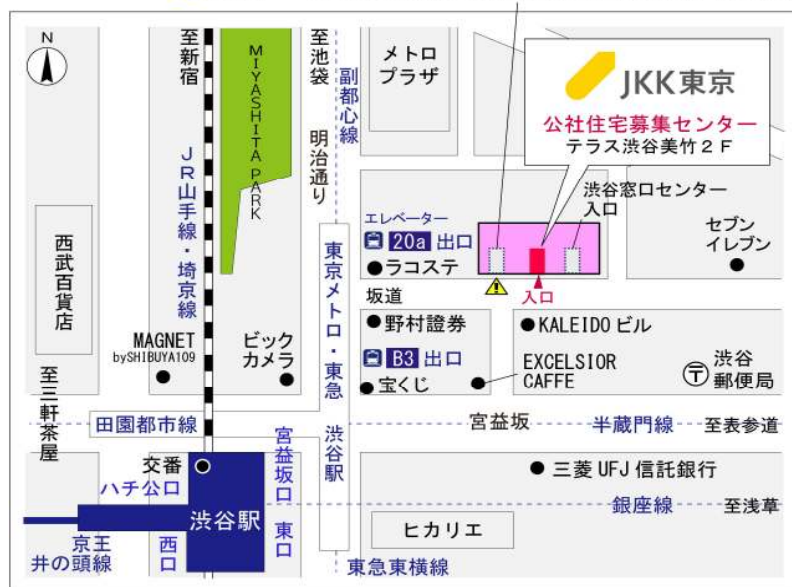 N
至新宿
MIYASHITA PARK
至池袋
副都心線
明治通り
メトロ
プラザ
JKK東京
公社住宅募集センター
テラス渋谷美竹2F
渋谷窓口センター
入口
JR山手線・埼京線
西武百貨店
エレベーター
20a 出口
ラコステ
セブン
イレブン
入口
坂道
東京メトロ・東急 渋谷駅
MAGNET
bySHIBUYA109
ビック
カメラ
野村證券
KALEIDO ビル
B3 出口
宝くじ
EXCELSIOR
CAFFE
〒
渋谷
郵便局
至三軒茶屋
田園都市線
宮益坂
半蔵門線
至表参道
交番
宮益坂口
三菱 UFJ 信託銀行
ハチ公口
渋谷駅
銀座線
至浅草
京王
井の頭線
西口
東口
ヒカリエ
東急東横線